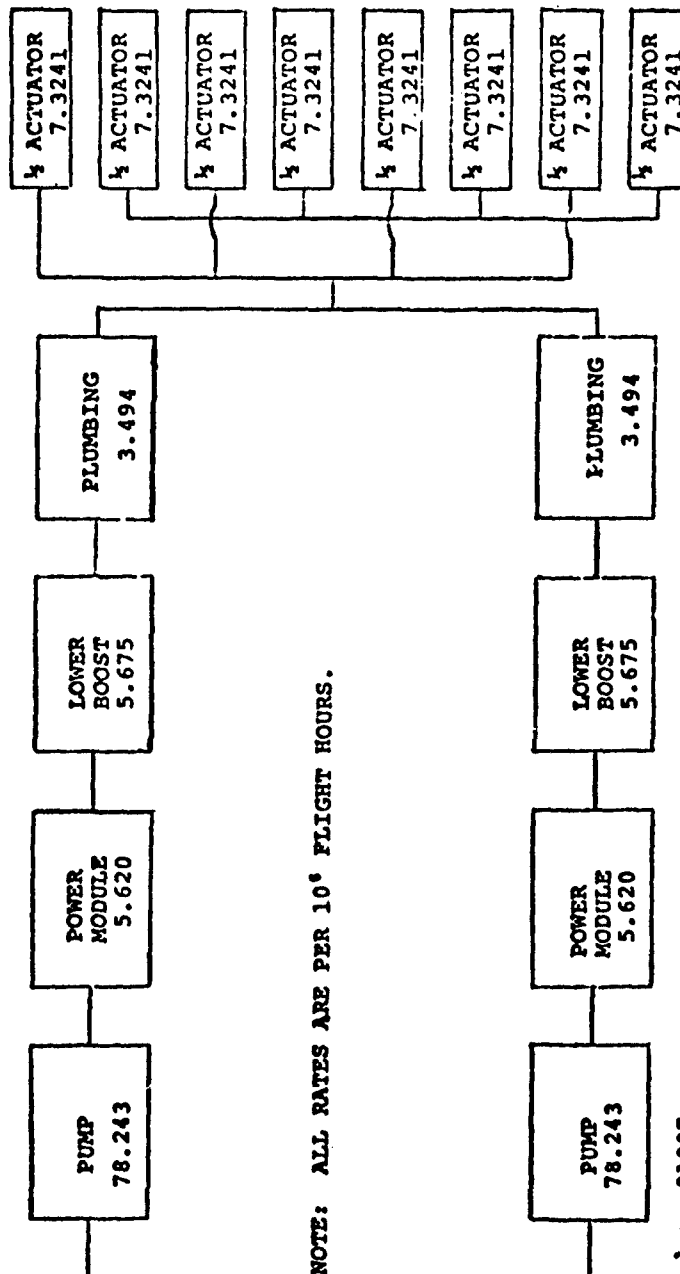 PUMP
78.243
POWER
MODULE
5.620
LOWER
BOOST
5.675
PLUMBING
3.494
½ ACTUATOR
7.3241
½ ACTUATOR
7.3241
½ ACTUATOR
7.3241
½ ACTUATOR
7.3241
½ ACTUATOR
7.3241
½ ACTUATOR
7.3241
½ ACTUATOR
7.3241
½ ACTUATOR
7.3241
NOTE: ALL RATES ARE PER 10⁶ FLIGHT HOURS.
PUMP
78.243
POWER
MODULE
5.620
LOWER
BOOST
5.675
PLUMBING
3.494